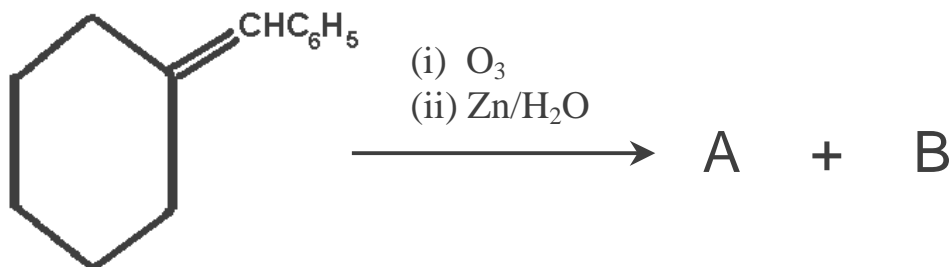 CHC₆H₅
(i) O₃
(ii) Zn/H₂O
A + B